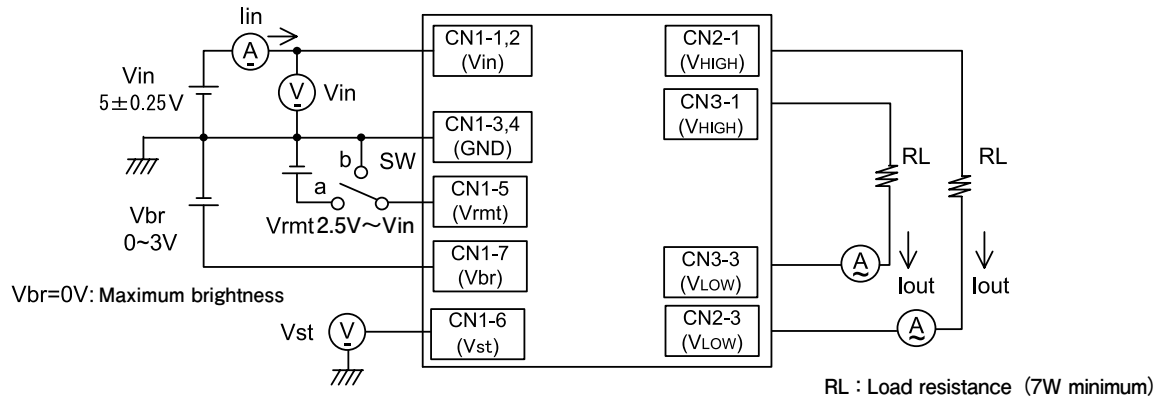 Iin
A
Vin
5±0.25V
V
Vin
CN1-1,2
(Vin)
CN1-3,4
(GND)
b
SW
a
Vrmt 2.5V～Vin
CN1-5
(Vrmt)
Vbr
0~3V
CN1-7
(Vbr)
Vbr=0V: Maximum brightness
Vst
V
CN1-6
(Vst)
CN2-1
(VHIGH)
CN3-1
(VHIGH)
RL
RL
CN3-3
(VLOW)
A
Iout
Iout
CN2-3
(VLOW)
A
RL : Load resistance (7W minimum)